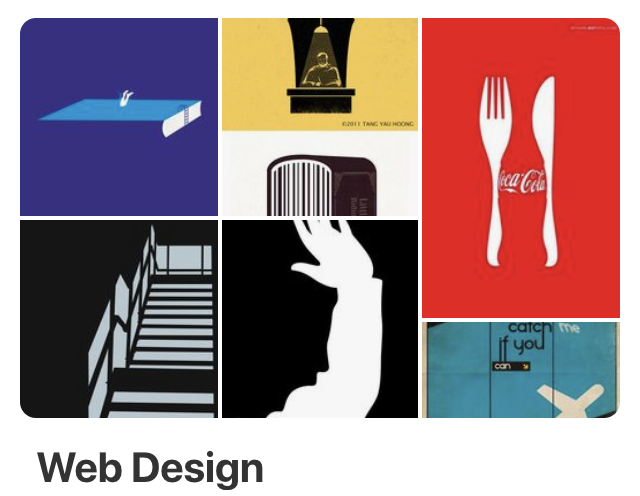 ©2011 TANG YAU HOONG
Coca-Cola
catch me
if you
can
Web Design